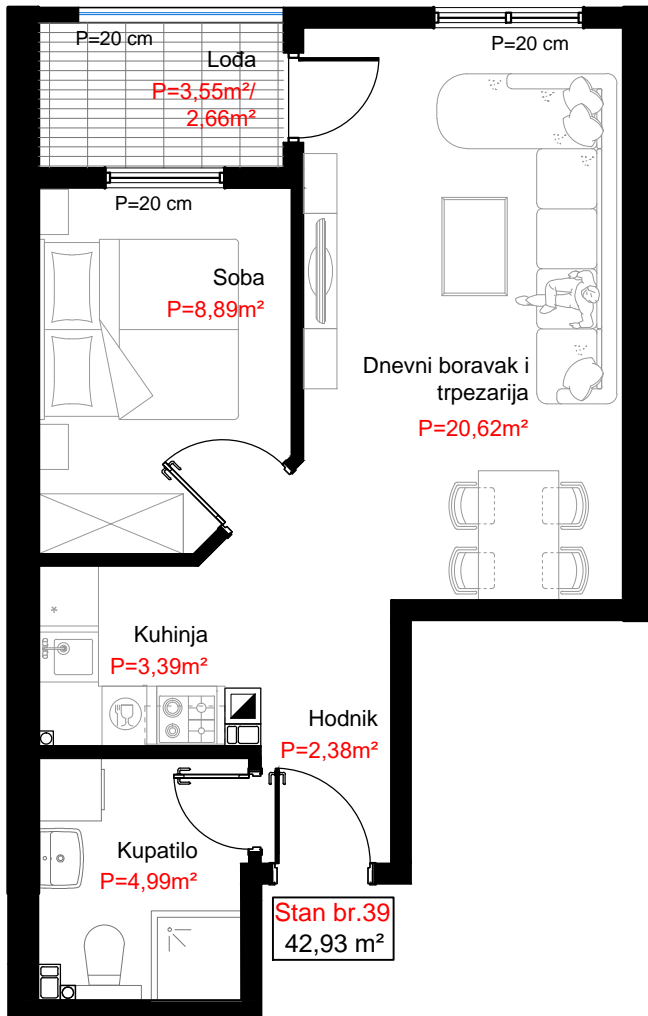 P=20 cm
Lođa
P=3,55m²/
2,66m²
P=20 cm
P=20 cm
Soba
P=8,89m²
Dnevni boravak i
trpezarija
P=20,62m²
Kuhinja
P=3,39m²
Hodnik
P=2,38m²
Kupatilo
P=4,99m²
Stan br.39
42,93 m²